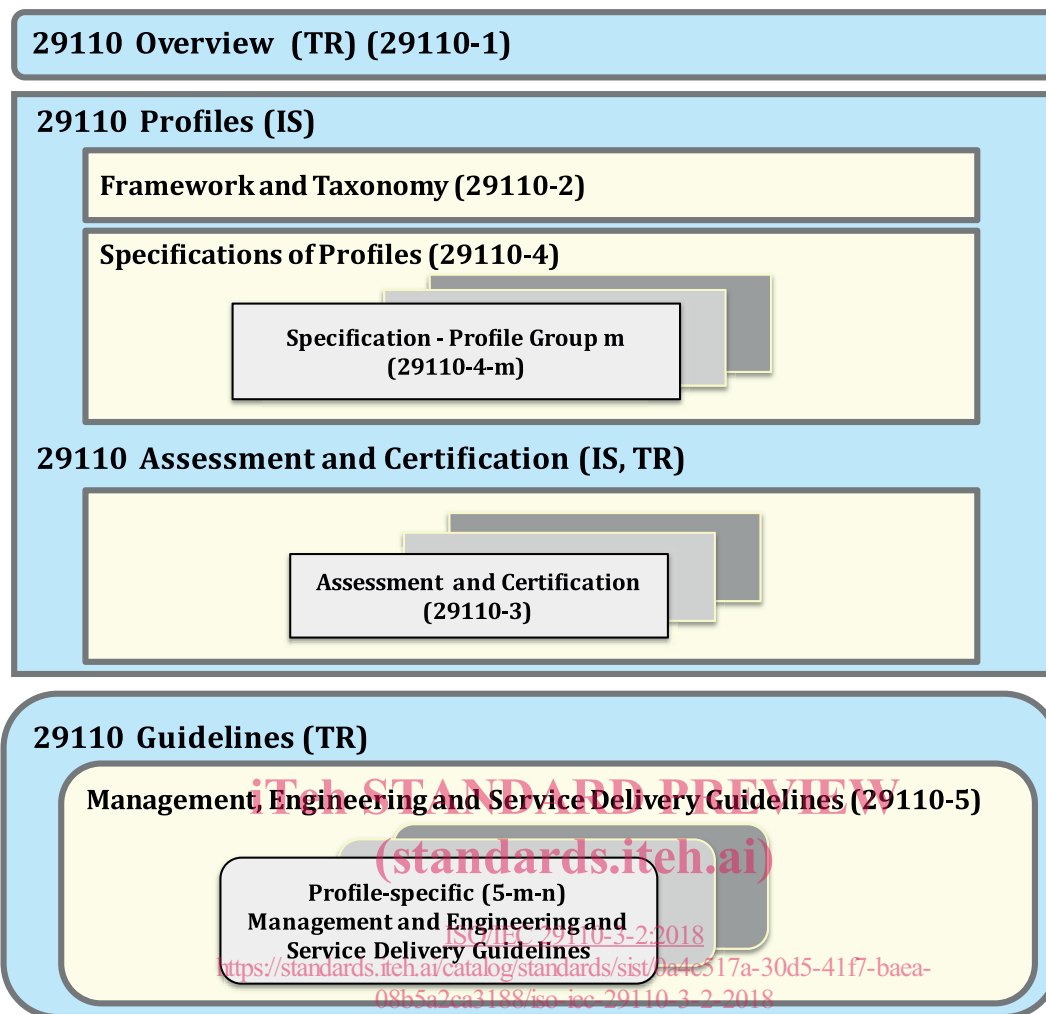 29110 Overview (TR) (29110-1)
29110 Profiles (IS)
Framework and Taxonomy (29110-2)
Specifications of Profiles (29110-4)
Specification - Profile Group m
(29110-4-m)
29110 Assessment and Certification (IS, TR)
Assessment and Certification
(29110-3)
29110 Guidelines (TR)
iTeh STANDARD PREVIEW
Management, Engineering and Service Delivery Guidelines (29110-5)
(standards.iteh.ai)
Profile-specific (5-m-n)
Management and Engineering and
ISO/IEC 29110-3-2:2018
Service Delivery Guidelines
https://standards.iteh.ai/catalog/standards/sist/0a4c517a-30d5-41f7-baea-
08b5a2ca3188/iso-iec-29110-3-2-2018